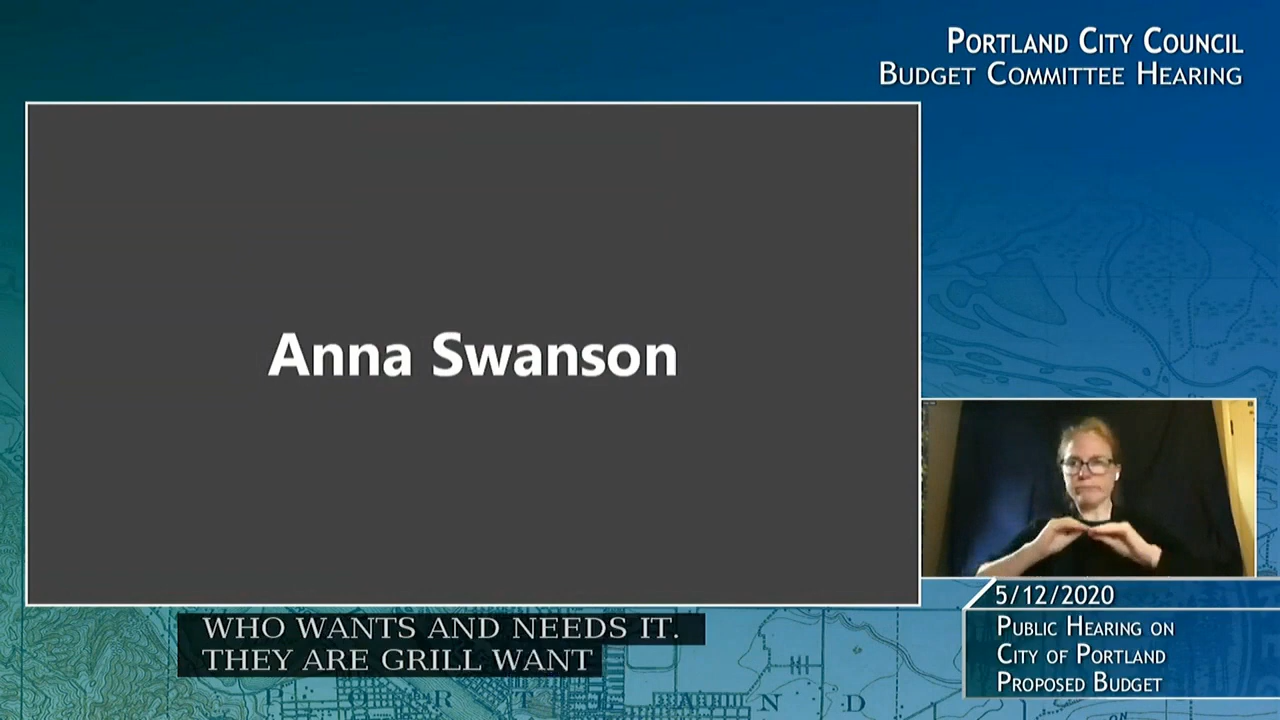 PORTLAND CITY COUNCIL
BUDGET COMMITTEE HEARING
Anna Swanson
WHO WANTS AND NEEDS IT.
THEY ARE GRILL WANT
5/12/2020
PUBLIC HEARING ON
CITY OF PORTLAND
PROPOSED BUDGET